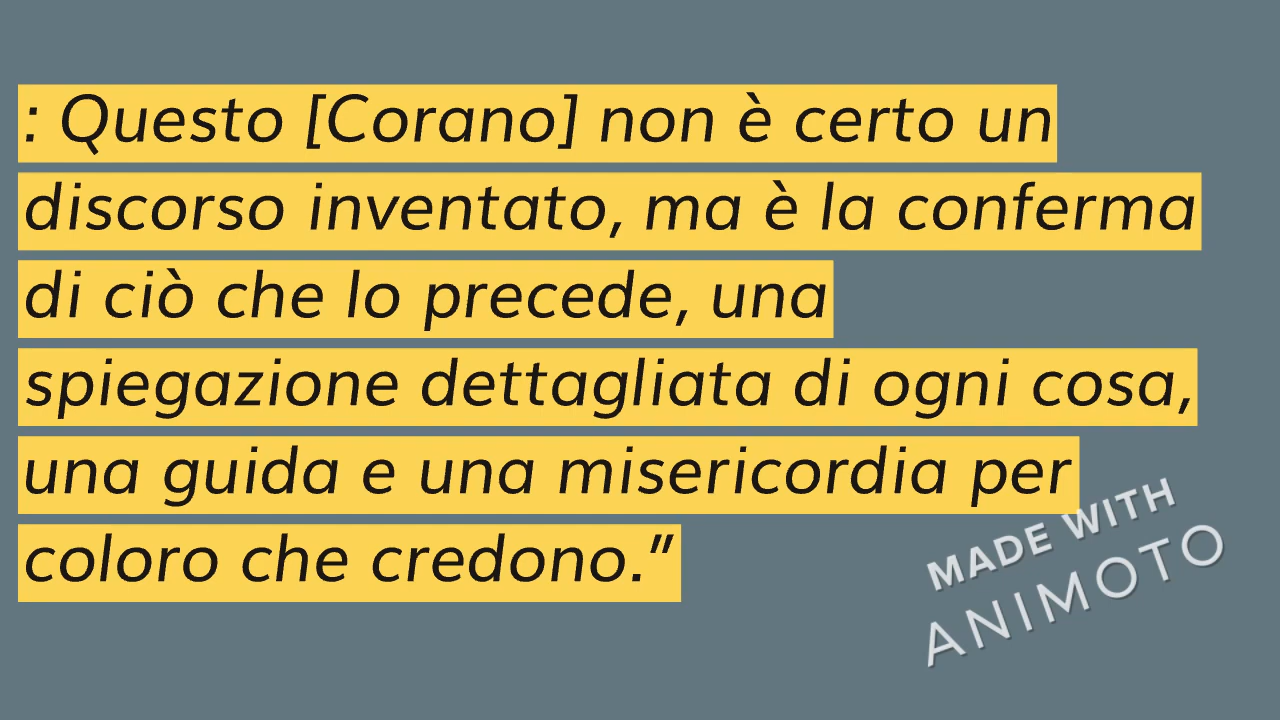 : Questo [Corano] non è certo un
discorso inventato, ma è la conferma
di ciò che lo precede, una
spiegazione dettagliata di ogni cosa,
una guida e una misericordia per
coloro che credono.”
MADE WITH
ANIMOTO